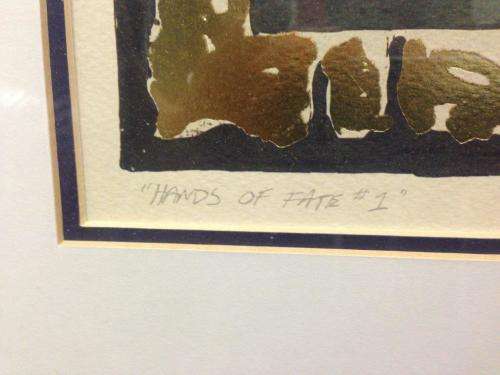 "HANDS OF FATE #1"